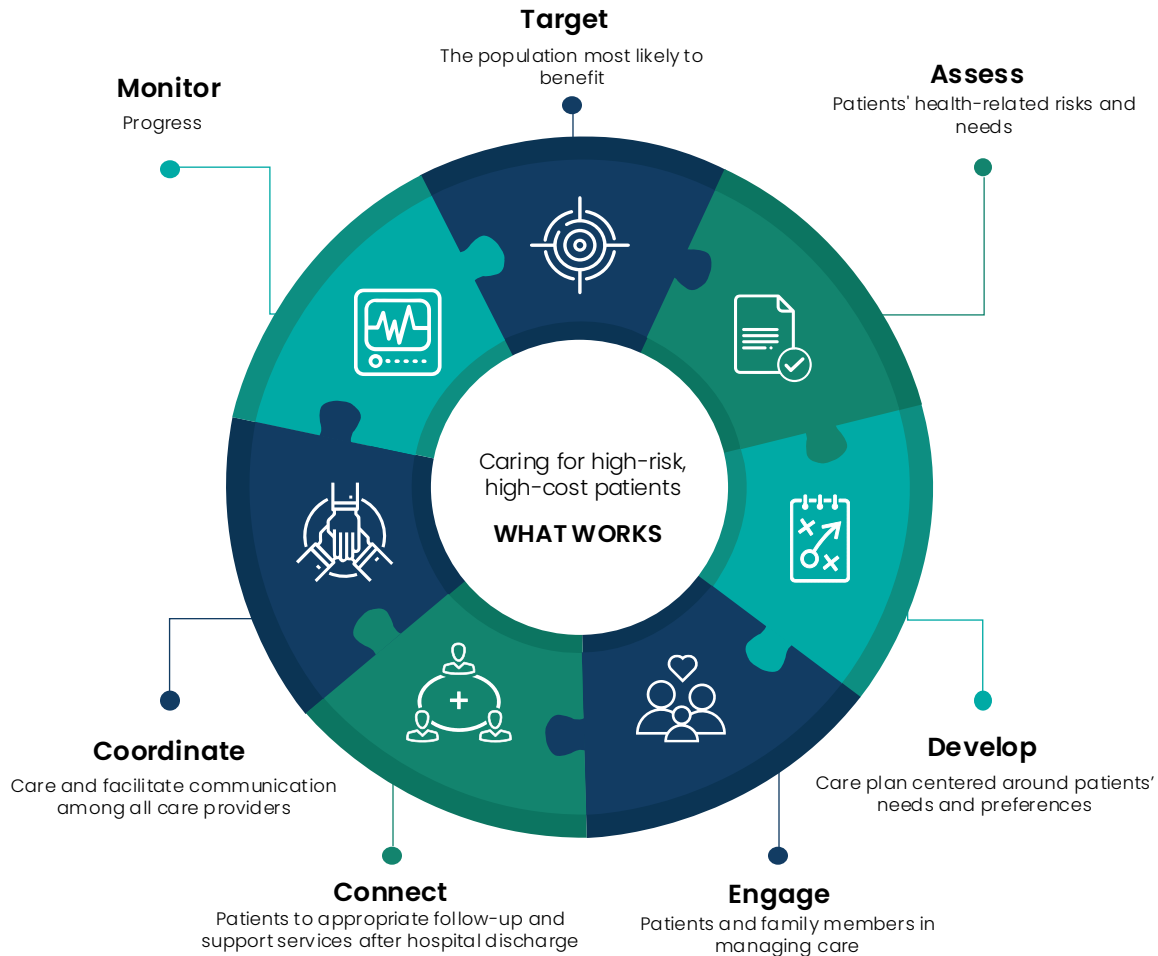 Target
The population most likely to
benefit
Assess
Patients' health-related risks and
needs
Develop
Care plan centered around patients’
needs and preferences
Engage
Patients and family members in
managing care
Connect
Patients to appropriate follow-up and
support services after hospital discharge
Coordinate
Care and facilitate communication
among all care providers
Monitor
Progress
Caring for high-risk,
high-cost patients
WHAT WORKS